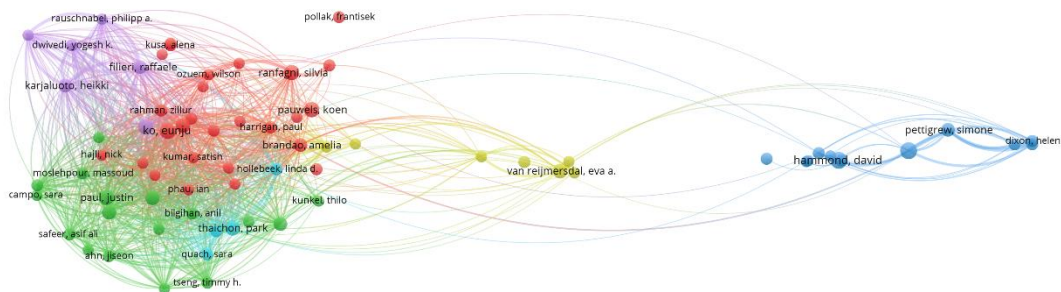 pollak, frantisek
rauschnabel, philipp a.
dwivedi, yogesh k.
kusa, alena
filieri, raffaele
ozuem, wilson
ranfagni, silvia
karjaluoto, heikki
rahman, zillur
pauwels, koen
ko, eunju
harrigan, paul
pettigrew, simone
dixon, helen
brandao, amelia
hajli, nick
kumar, satish
hammond, david
moslehpour, massoud
hollebeek, linda d.
van reijmersdal, eva a.
phau, ian
campo, sara
paul, justin
kunkel, thilo
bilgihan, anil
thaichon, park
safeer, asif ali
ahn, jiseon
quach, sara
tseng, timmy h.